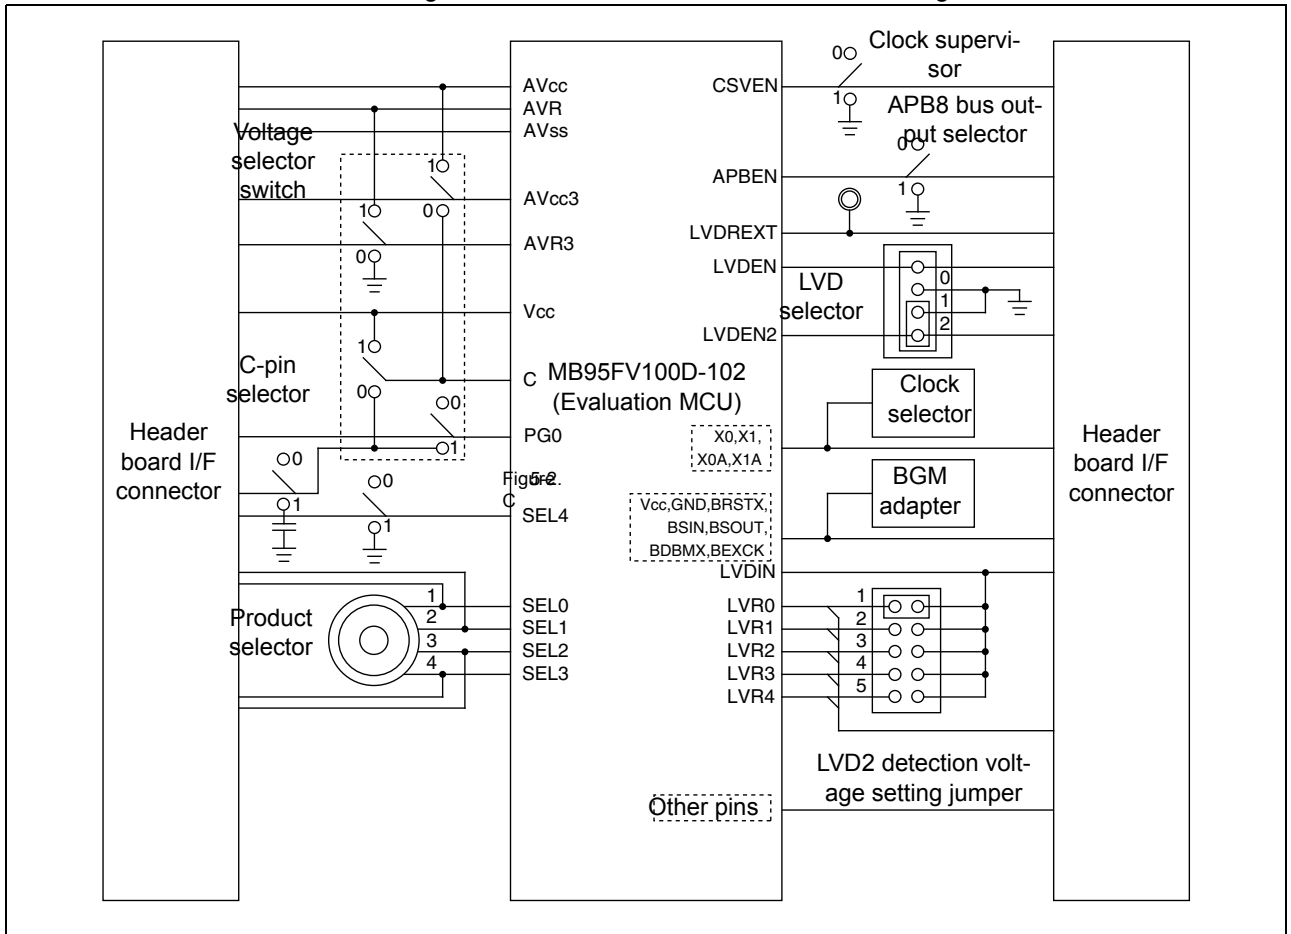 Clock supervi-
sor
0
1
CSVEN
APB8 bus out-
put selector
0
1
APBEN
LVDREXT
LVDEN
LVD
selector
0
1
2
LVDEN2
Clock
selector
X0,X1,
X0A,X1A
BGM
adapter
Vcc,GND,BRSTX,
BSIN,BSOUT,
BDBMX,BEXCK
LVDIN
LVR0
LVR1
LVR2
LVR3
LVR4
1
2
3
4
5
LVD2 detection volt-
age setting jumper
Other pins
Header
board I/F
connector
MB95FV100D-102
(Evaluation MCU)
AVcc
AVR
AVss
AVcc3
AVR3
Vcc
C
PG0
Figure 5-2.
C
SEL4
SEL0
SEL1
SEL2
SEL3
Voltage
selector
switch
1
0
1
0
C-pin
selector
1
0
0
1
0
1
0
1
Product
selector
1
2
3
4
Header
board I/F
connector